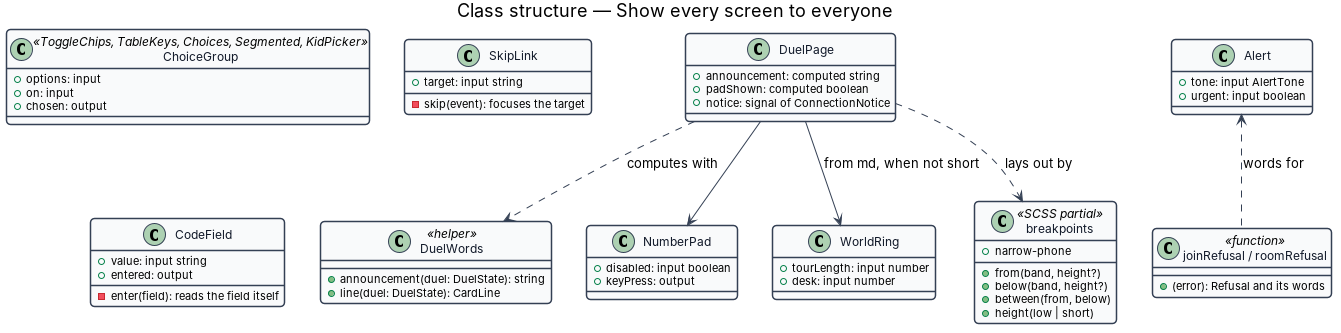 Class structure — Show every screen to everyone
C
«ToggleChips, TableKeys, Choices, Segmented, KidPicker»
ChoiceGroup
options: input
on: input
chosen: output
C SkipLink
target: input string
skip(event): focuses the target
C DuelPage
announcement: computed string
padShown: computed boolean
notice: signal of ConnectionNotice
C Alert
tone: input AlertTone
urgent: input boolean
computes with
from md, when not short
lays out by
words for
C CodeField
value: input string
entered: output
enter(field): reads the field itself
C
«helper»
DuelWords
announcement(duel: DuelState): string
line(duel: DuelState): CardLine
C NumberPad
disabled: input boolean
keyPress: output
C WorldRing
tourLength: input number
desk: input number
C
«SCSS partial»
breakpoints
narrow-phone
from(band, height?)
below(band, height?)
between(from, below)
height(low | short)
C
«function»
joinRefusal / roomRefusal
(error): Refusal and its words